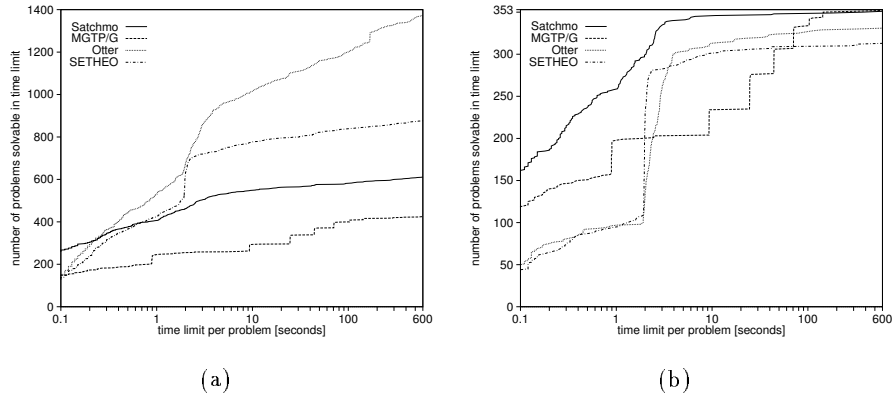 1400
1200
1000
800
600
400
200
0
number of problems solvable in time limit
Satchmo
MGTP/G
Otter
SETHEO
0.1
1
10
100
600
time limit per problem [seconds]
(a)
353
300
250
200
150
100
50
0
number of problems solvable in time limit
Satchmo
MGTP/G
Otter
SETHEO
0.1
1
10
100
600
time limit per problem [seconds]
(b)